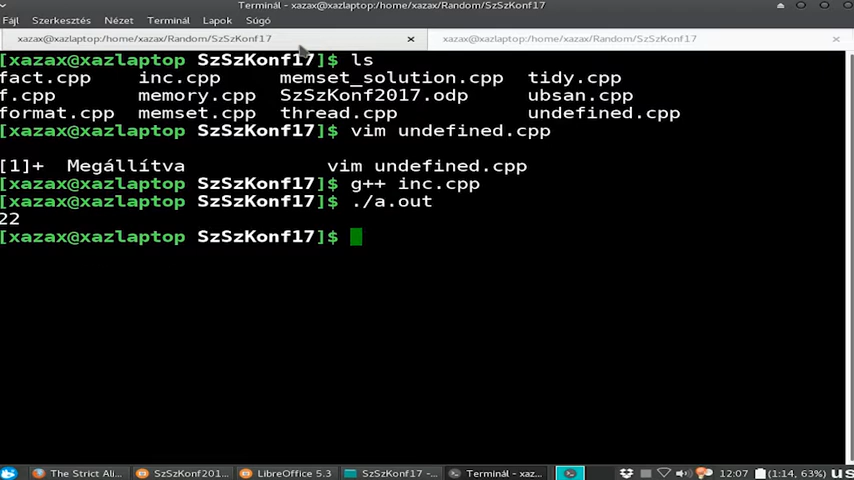 Terminál - xazax@xazlaptop:/home/xazax/Random/SzSzKonf17
Fájl Szerkesztés Nézet Terminál Lapok Súgó
xazax@xazlaptop:/home/xazax/Random/SzSzKonf17 xazax@xazlaptop:/home/xazax/Random/SzSzKonf17
[xazax@xazlaptop SzSzKonf17]$ ls
fact.cpp inc.cpp memset_solution.cpp tidy.cpp
f.cpp memory.cpp SzSzKonf2017.odp ubsan.cpp
format.cpp memset.cpp thread.cpp undefined.cpp
[xazax@xazlaptop SzSzKonf17]$ vim undefined.cpp
[1]+ Megállítva vim undefined.cpp
[xazax@xazlaptop SzSzKonf17]$ g++ inc.cpp
[xazax@xazlaptop SzSzKonf17]$ ./a.out
22
[xazax@xazlaptop SzSzKonf17]$
The Strict Ali... SzSzKonf201... LibreOffice 5.3 SzSzKonf17 -... Terminál - xaz... 12:07 (1:14, 63%) us